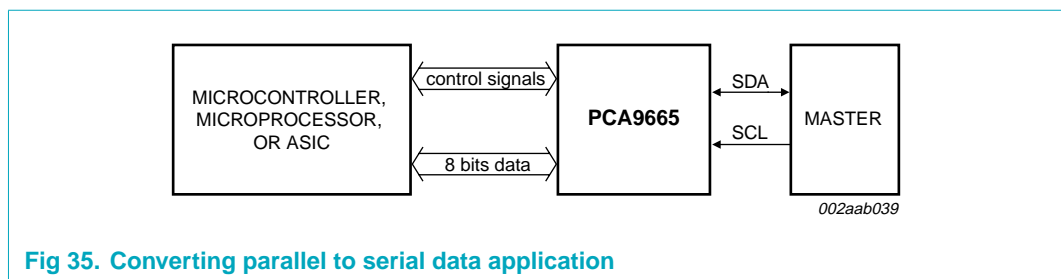 MICROCONTROLLER,
MICROPROCESSOR,
OR ASIC
control signals
8 bits data
PCA9665
SDA
SCL
MASTER
002aab039
Fig 35. Converting parallel to serial data application